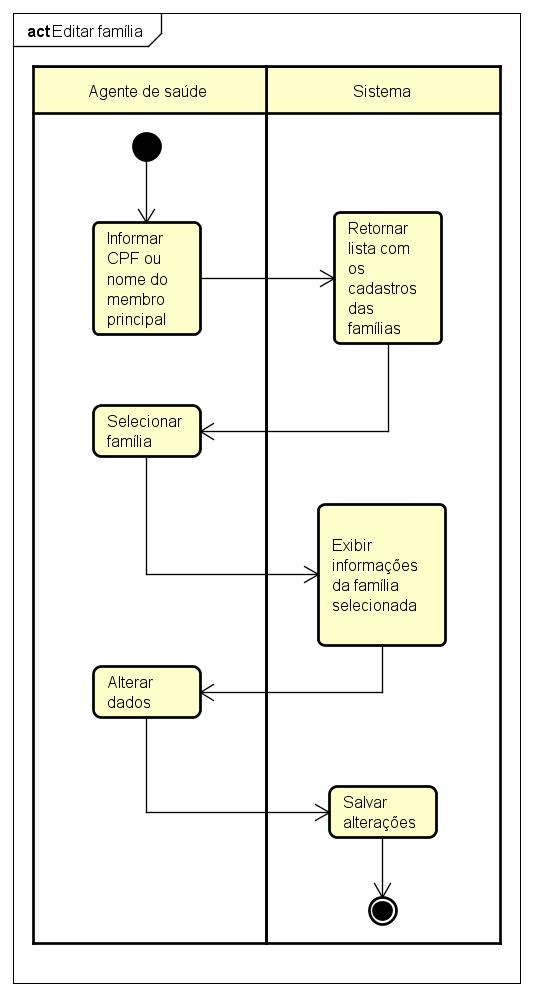 act Editar família
Agente de saúde
Sistema
Informar
CPF ou
nome do
membro
principal
Retornar
lista com
os
cadastros
das
famílias
Selecionar
família
Exibir
informações
da família
selecionada
Alterar
dados
Salvar
alterações